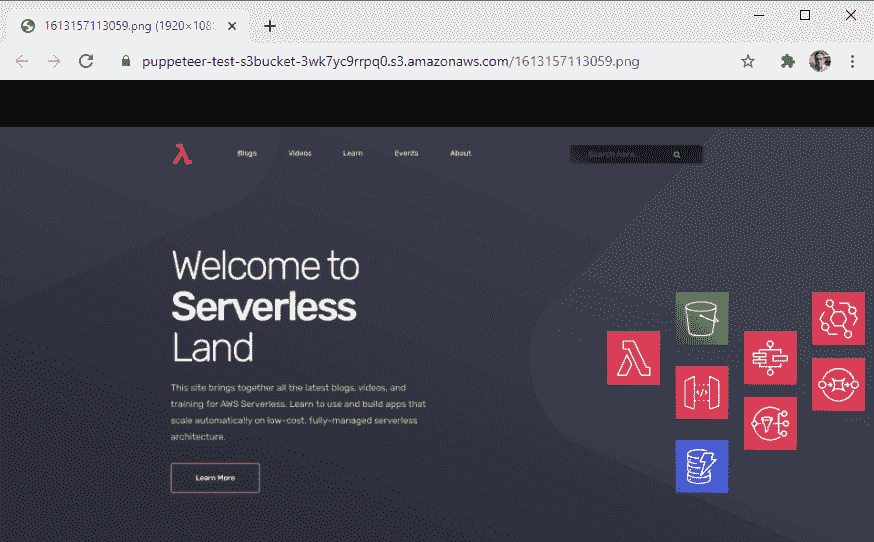 1613157113059.png (1920×108
puppeteer-test-s3bucket-3wk7yc9rrpq0.s3.amazonaws.com/1613157113059.png
Blogs Videos Learn Events About
Welcome to
Serverless
Land
This site brings together all the latest blogs, videos, and
training for AWS Serverless. Learn to use and build apps that
scale automatically on low-cost, fully-managed serverless
architecture.
Learn More